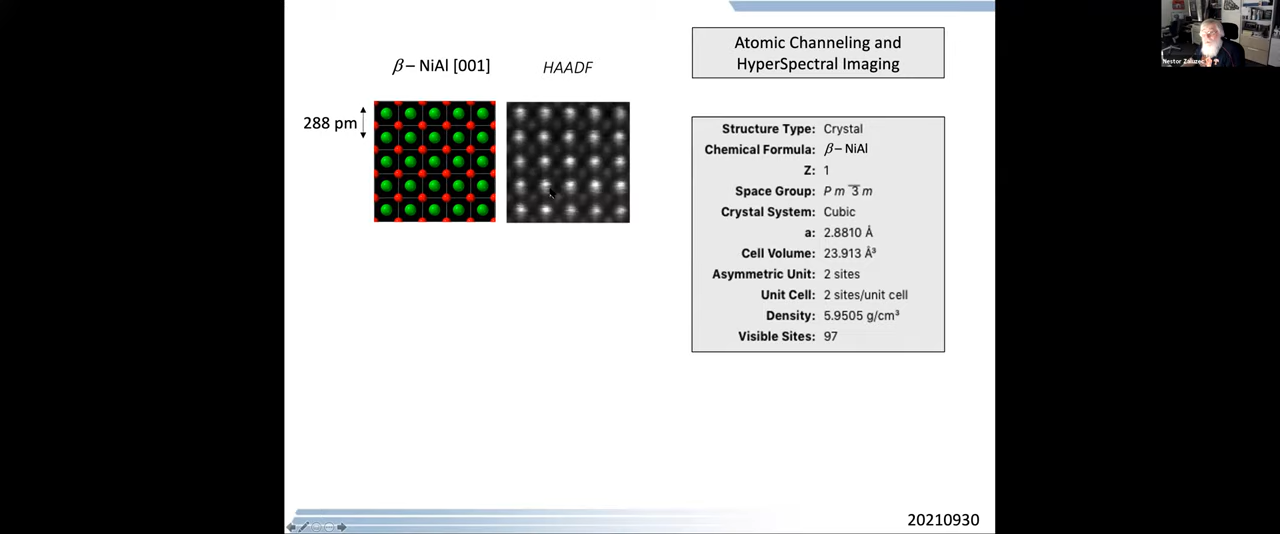 Atomic Channeling and
HyperSpectral Imaging
β – NiAl [001]
HAADF
288 pm
Structure Type: Crystal
Chemical Formula: β – NiAl
Z: 1
Space Group: P m 3̅ m
Crystal System: Cubic
a: 2.8810 Å
Cell Volume: 23.913 Å³
Asymmetric Unit: 2 sites
Unit Cell: 2 sites/unit cell
Density: 5.9505 g/cm³
Visible Sites: 97
20210930
Nestor Zaluzec